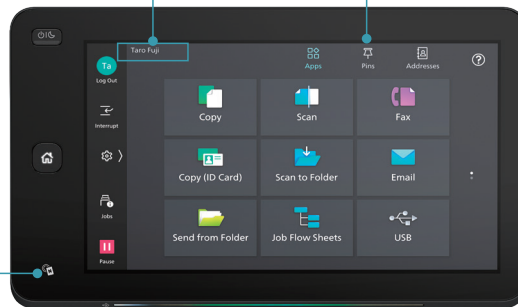 Taro Fuji
Ta
Log Out
Apps
Pins
Addresses
?
Interrupt
Copy
Scan
Fax
Copy (ID Card)
Scan to Folder
Email
Jobs
Send from Folder
Job Flow Sheets
USB
Pause